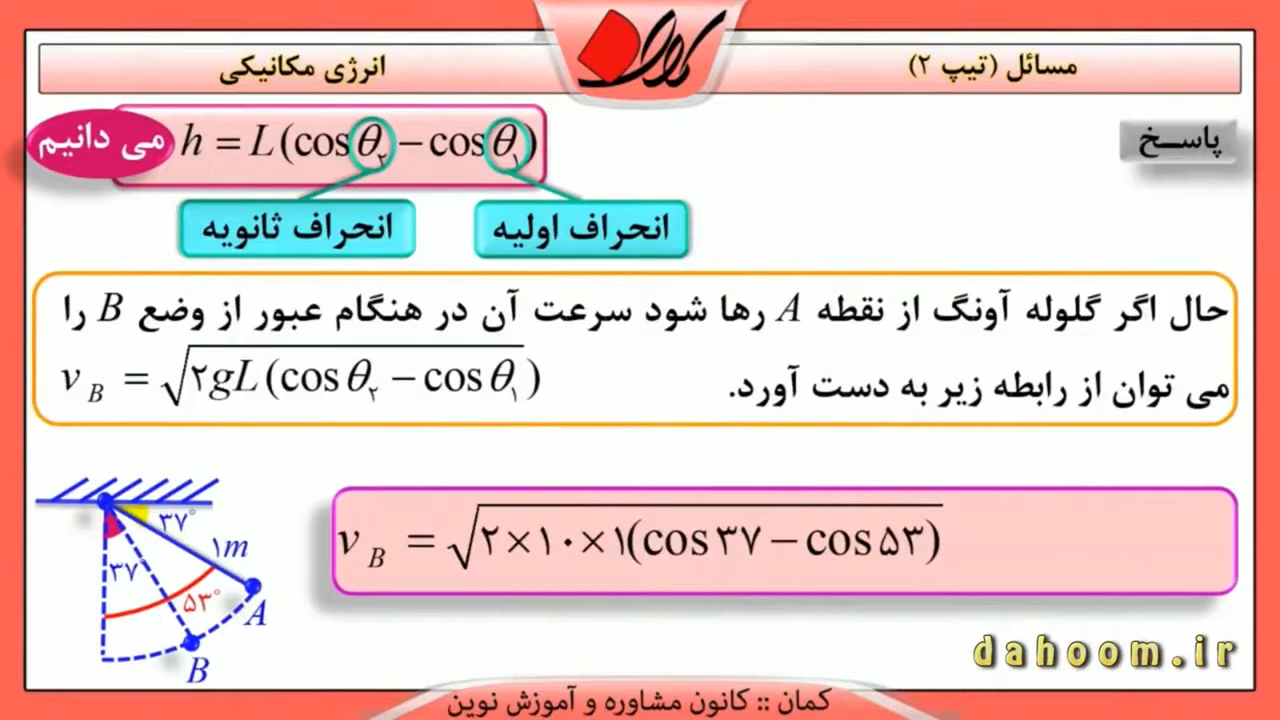 مسائل (تیپ ۲)
انرژی مکانیکی
کمان
پاسـخ
می دانیم
h = L(cosθ۲ − cosθ۱)
انحراف اولیه
انحراف ثانویه
حال اگر گلوله آونگ از نقطه A رها شود سرعت آن در هنگام عبور از وضع B را
می توان از رابطه زیر به دست آورد.
v_B = √۲gL(cosθ۲ − cosθ۱)
۳۷°
۱m
۳۷
۵۳°
A
B
v_B = √۲×۱۰×۱(cos۳۷ − cos۵۳)
dahoom.ir
کمان :: کانون مشاوره و آموزش نوین